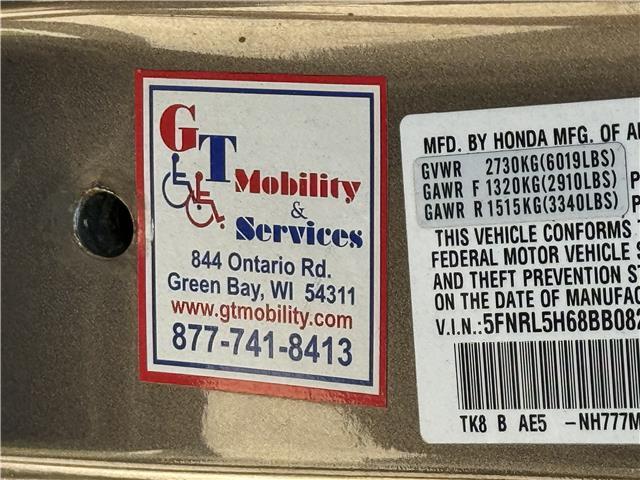 GT
Mobility
&
Services
844 Ontario Rd.
Green Bay, WI 54311
www.gtmobility.com
877-741-8413
MFD. BY HONDA MFG. OF
GVWR 2730KG(6019LBS)
GAWR F 1320KG(2910LBS)
GAWR R 1515KG(3340LBS)
THIS VEHICLE CONFORMS
FEDERAL MOTOR VEHICLE
AND THEFT PREVENTION
ON THE DATE OF
V.I.N.:5FNRL5H68BB08
TK8 B AE5 -NH777M